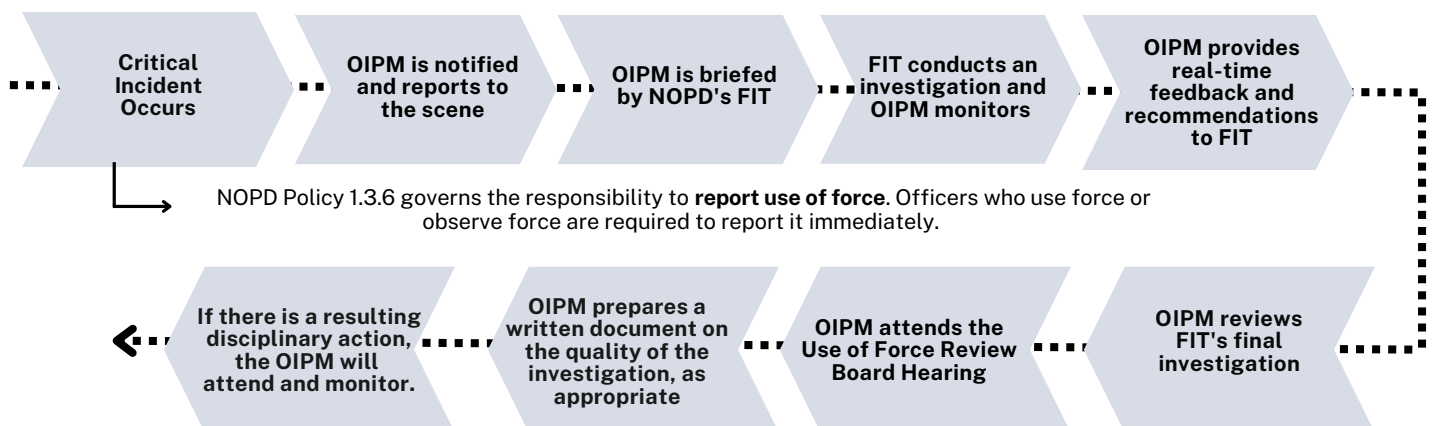 Critical
Incident
Occurs
OIPM is notified
and reports to
the scene
OIPM is briefed
by NOPD's FIT
FIT conducts an
investigation and
OIPM monitors
OIPM provides
real-time
feedback and
recommendations
to FIT
NOPD Policy 1.3.6 governs the responsibility to report use of force. Officers who use force or
observe force are required to report it immediately.
OIPM reviews
FIT's final
investigation
OIPM attends the
Use of Force Review
Board Hearing
OIPM prepares a
written document on
the quality of the
investigation, as
appropriate
If there is a resulting
disciplinary action,
the OIPM will
attend and monitor.